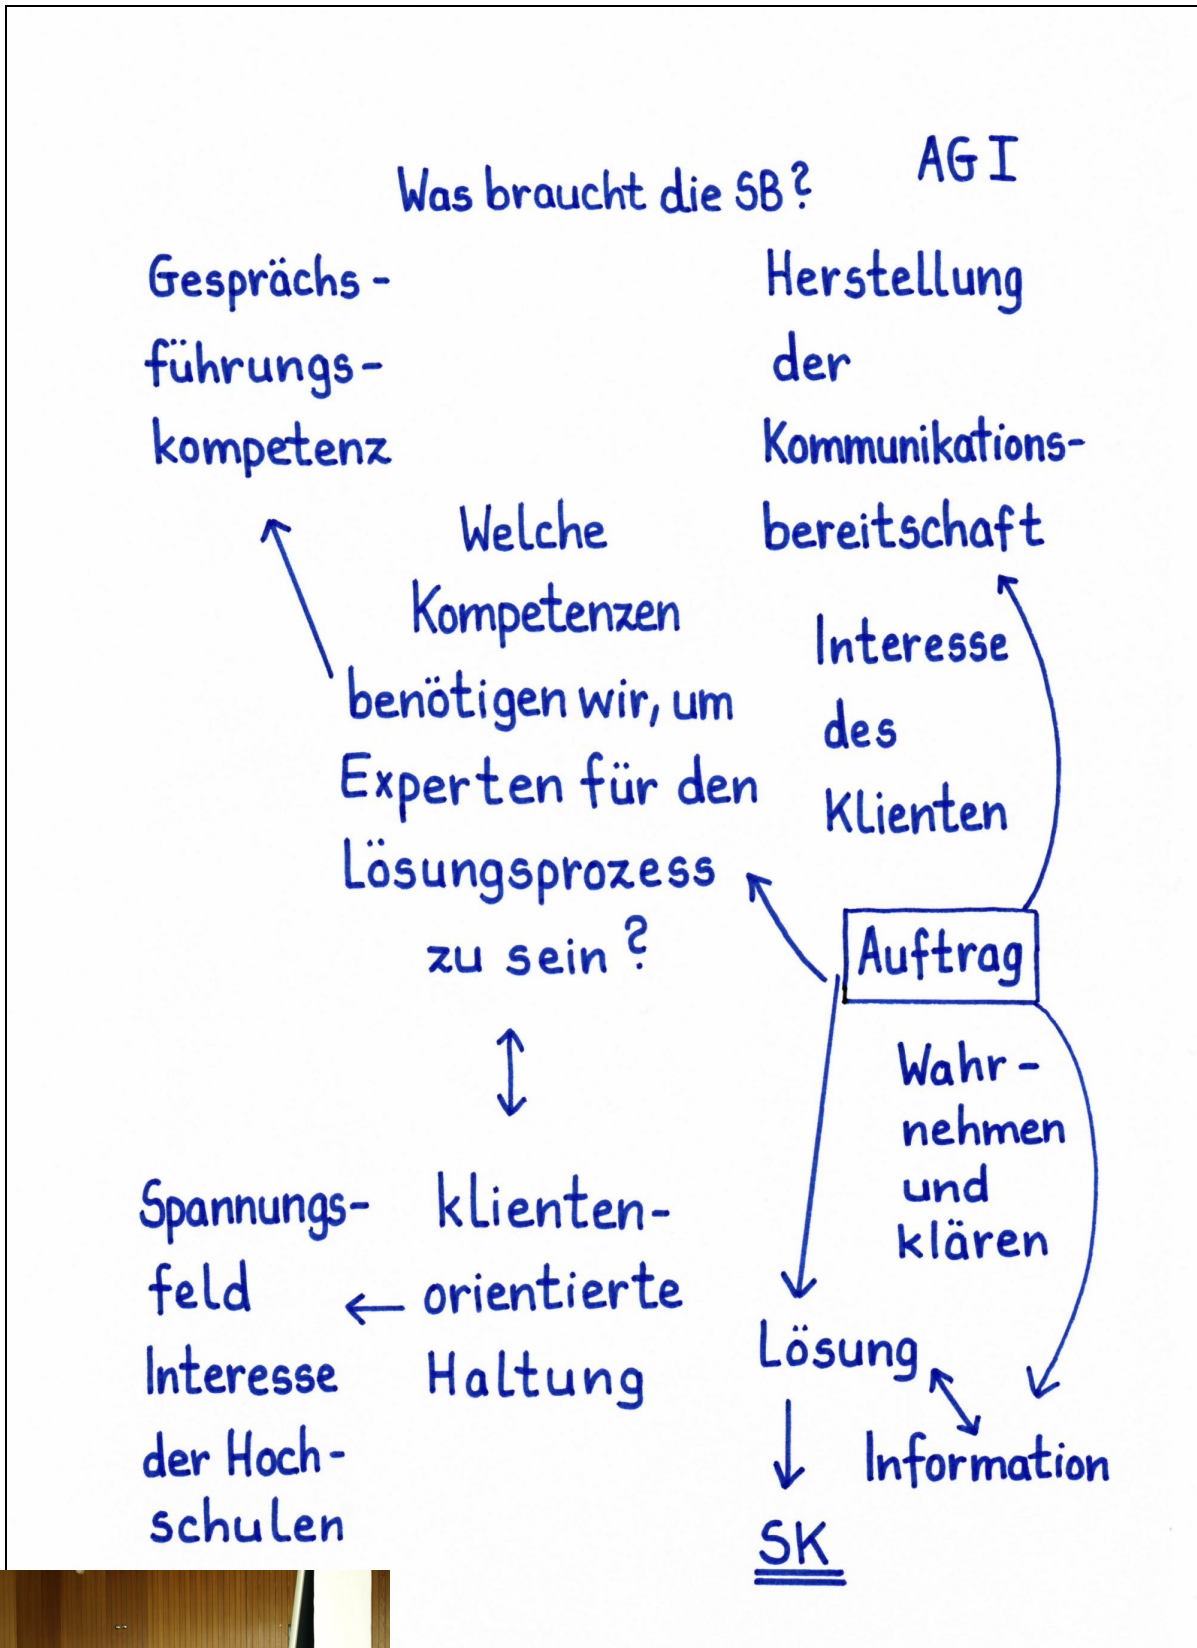 AG I
Was braucht die SB?
Gesprächs-
führungs-
kompetenz
Herstellung
der
Kommunikations-
bereitschaft
Welche
Kompetenzen
benötigen wir, um
Experten für den
Lösungsprozess
zu sein?
Interesse
des
Klienten
Auftrag
Wahr-
nehmen
und
klären
Spannungs-
feld
Interesse
der Hoch-
schulen
klienten-
orientierte
Haltung
Lösung
Information
SK